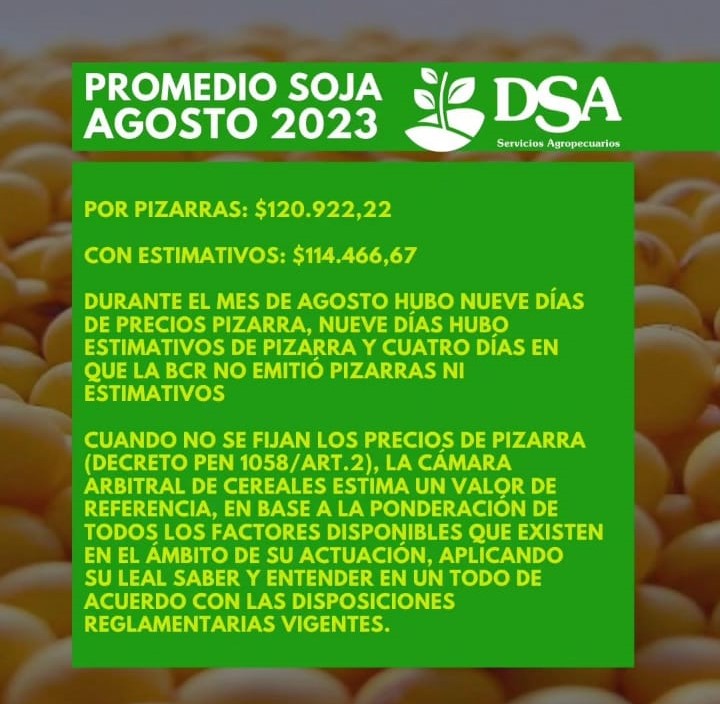 PROMEDIO SOJA
AGOSTO 2023
DSA
Servicios Agropecuarios
POR PIZARRAS: $120.922,22
CON ESTIMATIVOS: $114.466,67
DURANTE EL MES DE AGOSTO HUBO NUEVE DÍAS
DE PRECIOS PIZARRA, NUEVE DÍAS HUBO
ESTIMATIVOS DE PIZARRA Y CUATRO DÍAS EN
QUE LA BCR NO EMITIÓ PIZARRAS NI
ESTIMATIVOS
CUANDO NO SE FIJAN LOS PRECIOS DE PIZARRA
(DECRETO PEN 1058/ART.2), LA CÁMARA
ARBITRAL DE CEREALES ESTIMA UN VALOR DE
REFERENCIA, EN BASE A LA PONDERACIÓN DE
TODOS LOS FACTORES DISPONIBLES QUE EXISTEN
EN EL ÁMBITO DE SU ACTUACIÓN, APLICANDO
SU LEAL SABER Y ENTENDER EN UN TODO DE
ACUERDO CON LAS DISPOSICIONES
REGLAMENTARIAS VIGENTES.